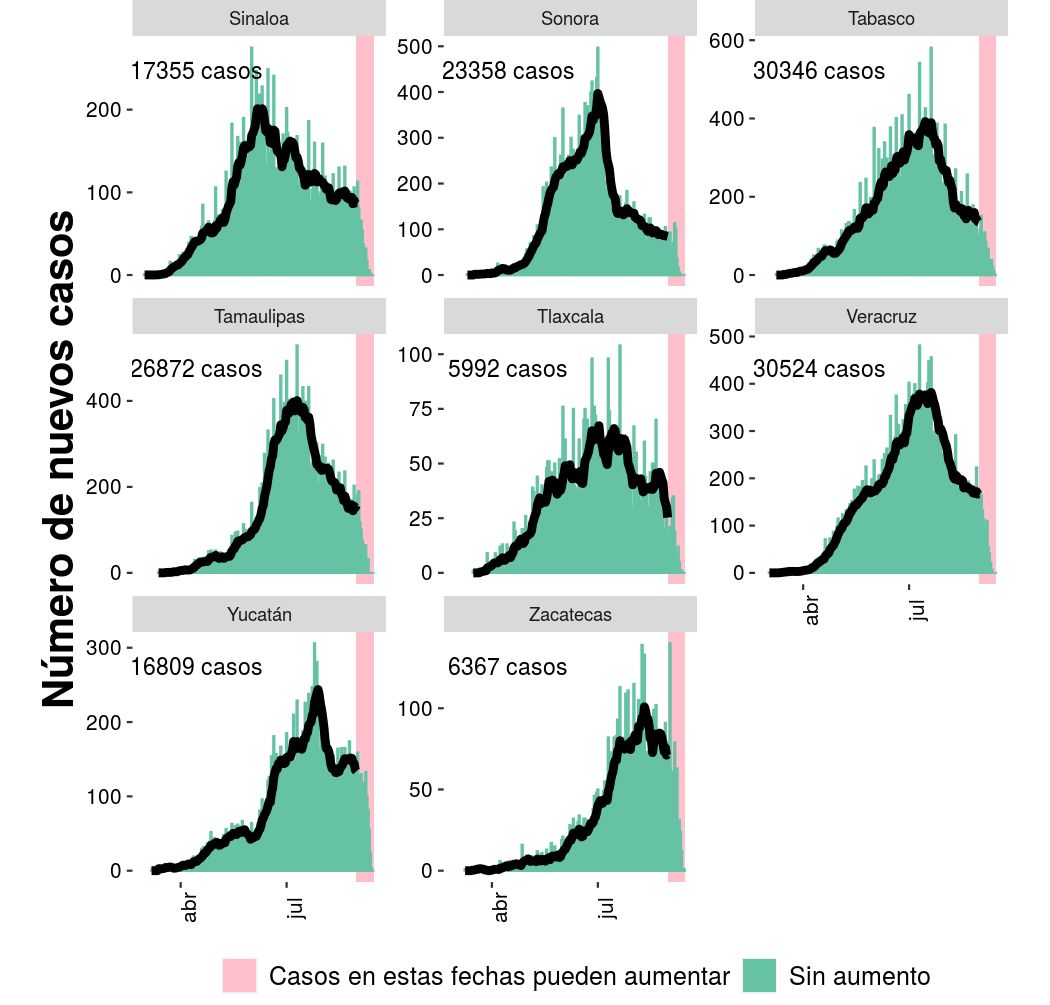 Sinaloa
Sonora
Tabasco
17355 casos
23358 casos
30346 casos
200
100
0
500
400
300
200
100
0
600
400
200
0
Número de nuevos casos
Tamaulipas
Tlaxcala
Veracruz
26872 casos
5992 casos
30524 casos
400
200
0
100
75
50
25
0
500
400
300
200
100
0
abr
jul
Yucatán
Zacatecas
16809 casos
6367 casos
300
200
100
0
100
50
0
abr
jul
abr
jul
Casos en estas fechas pueden aumentar
Sin aumento